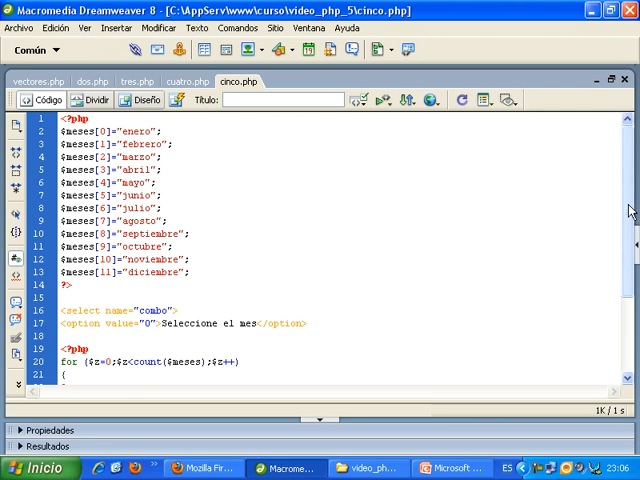 Macromedia Dreamweaver 8 - [C:\AppServ\www\curso\video_php_5\cinco.php]
Archivo Edición Ver Insertar Modificar Texto Comandos Sitio Ventana Ayuda
Común
vectores.php dos.php tres.php cuatro.php cinco.php
Código Dividir Diseño Título:
1 <?php
2 $meses[0]="enero";
3 $meses[1]="febrero";
4 $meses[2]="marzo";
5 $meses[3]="abril";
6 $meses[4]="mayo";
7 $meses[5]="junio";
8 $meses[6]="julio";
9 $meses[7]="agosto";
10 $meses[8]="septiembre";
11 $meses[9]="octubre";
12 $meses[10]="noviembre";
13 $meses[11]="diciembre";
14 ?>
15
16 <select name="combo">
17 <option value="0">Seleccione el mes</option>
18
19 <?php
20 for ($z=0;$z<count($meses);$z++)
21 {
1K / 1 s
Propiedades
Resultados
Inicio Mozilla Fir... Macrome... video_ph... Microsoft ... ES 23:06